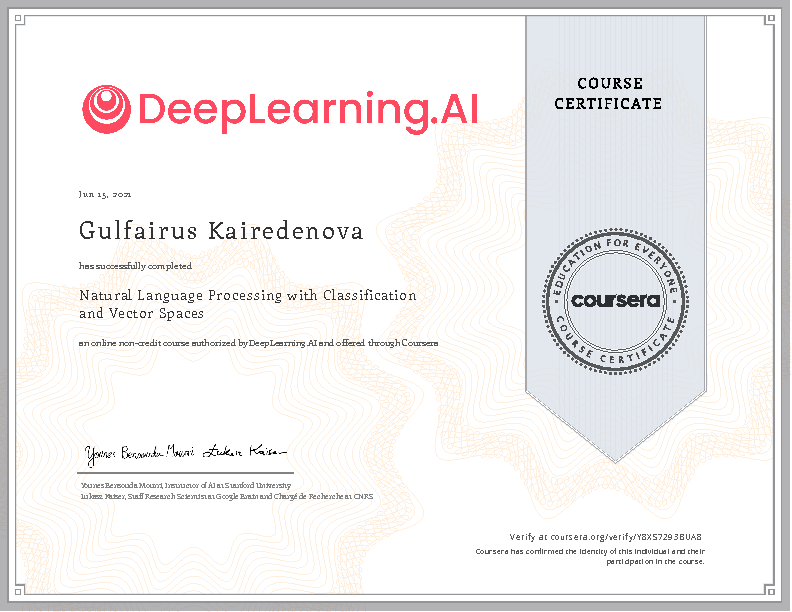 DeepLearning.AI
COURSE
CERTIFICATE
Jun 15, 2021
Gulfairus Kairedenova
has successfully completed
Natural Language Processing with Classification
and Vector Spaces
an online non-credit course authorized by DeepLearning.AI and offered through Coursera
EDUCATION FOR EVERYONE
coursera
COURSE CERTIFICATE
Younes Bensouda Mourri Łukasz Kaiser
Younes Bensouda Mourri, Instructor of AI at Stanford University
Łukasz Kaiser, Staff Research Scientist at Google Brain and Chargé de Recherche at CNRS
Verify at coursera.org/verify/Y8XS7293BUA8
Coursera has confirmed the identity of this individual and their
participation in the course.